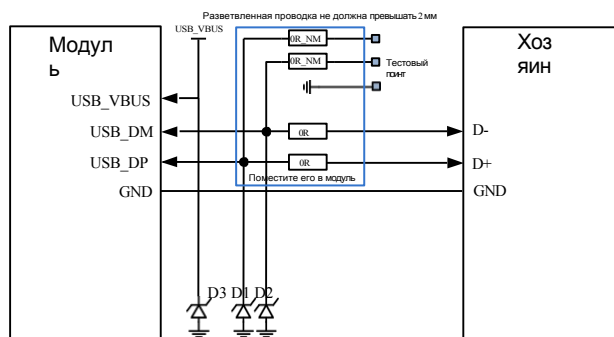 Разветвленная проводка не должна превышать 2 мм
USB_VBUS
Модул
ь
0R_NM
0R_NM
Тестовый
поинг
Хоз
яин
USB_VBUS
USB_DM
0R
D-
USB_DP
0R
D+
Поместите его в модуль
GND
GND
D3 D1 D2